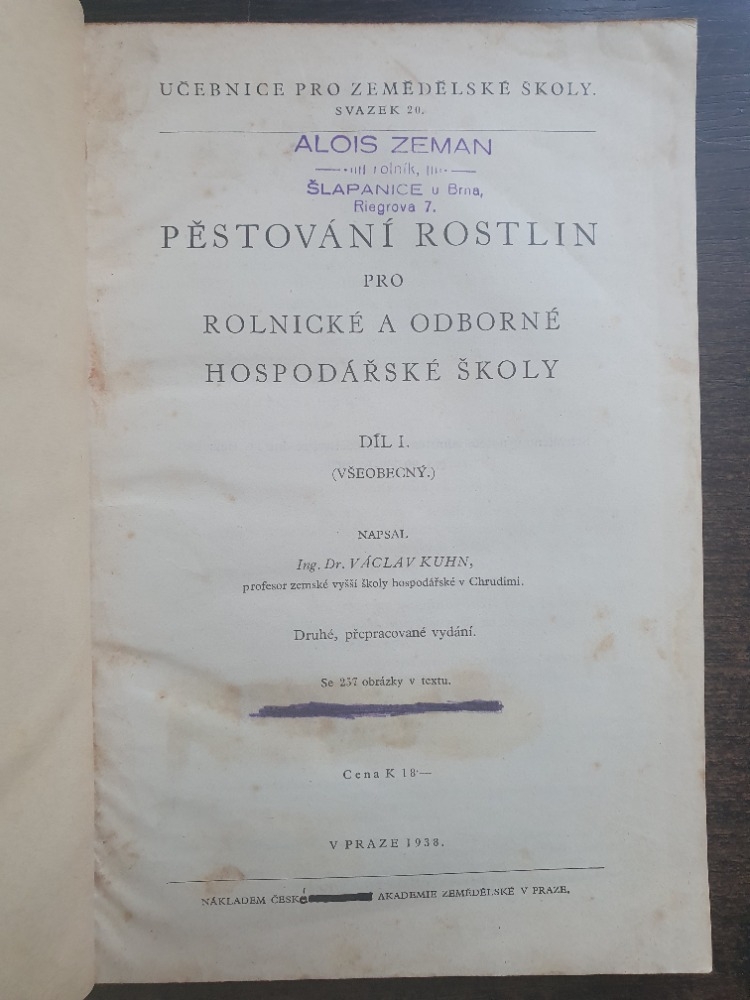 UČEBNICE PRO ZEMĚDĚLSKÉ ŠKOLY.
SVAZEK 20.
ALOIS ZEMAN
rolník,
ŠLAPANICE u Brna,
Riegrova 7.
PĚSTOVÁNÍ ROSTLIN
PRO
ROLNICKÉ A ODBORNÉ
HOSPODÁŘSKÉ ŠKOLY
DÍL I.
(VŠEOBECNÝ.)
NAPSAL
Ing. Dr. VÁCLAV KUHN,
profesor zemské vyšší školy hospodářské v Chrudimi.
Druhé, přepracované vydání.
Se 257 obrázky v textu.
Cena K 18·—
V PRAZE 1938.
NÁKLADEM ČESKÉ AKADEMIE ZEMĚDĚLSKÉ V PRAZE.